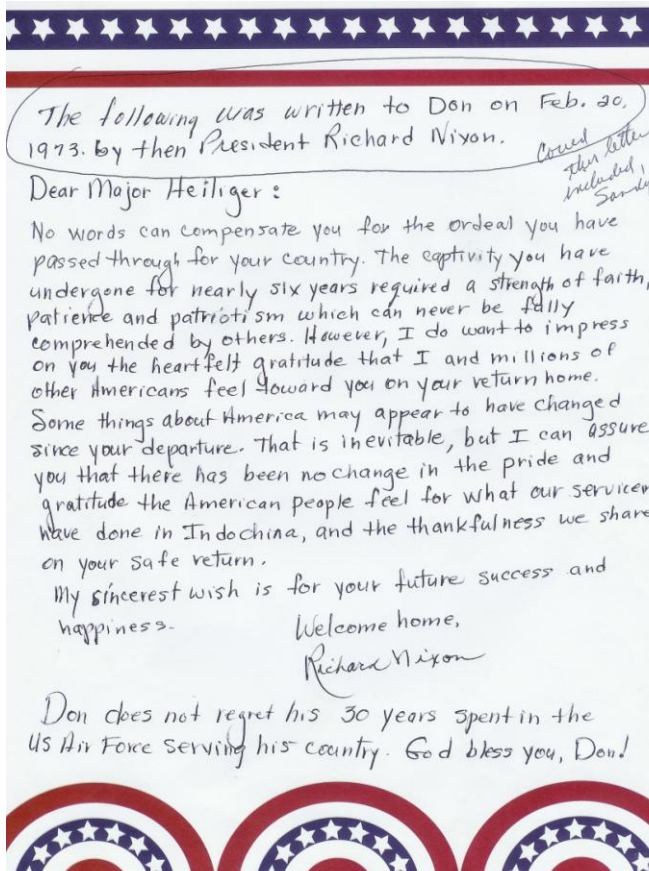 The following was written to Don on Feb. 20,
1973. by then President Richard Nixon.
Could
this letter
included,
Sandy
Dear Major Heiliger:
No words can compensate you for the ordeal you have
passed through for your country. The captivity you have
undergone for nearly six years required a strength of faith,
patience and patriotism which can never be fully
comprehended by others. However, I do want to impress
on you the heartfelt gratitude that I and millions of
other Americans feel toward you on your return home.
Some things about America may appear to have changed
since your departure. That is inevitable, but I can assure
you that there has been no change in the pride and
gratitude the American people feel for what our servicem
have done in Indochina, and the thankfulness we share
on your safe return.
My sincerest wish is for your future success and
happiness.
Welcome home,
Richard Nixon
Don does not regret his 30 years spent in the
US Air Force serving his country. God bless you, Don!